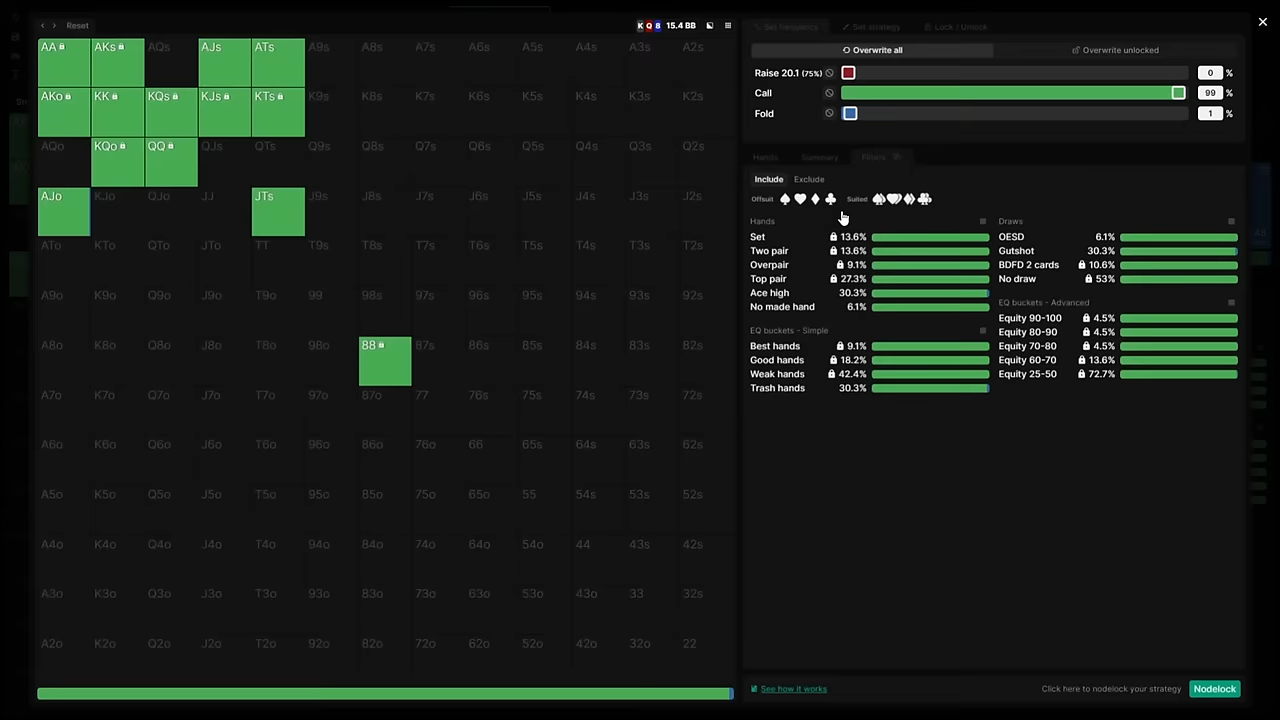 Reset
K Q 8 15.4 BB
AA AKs AQs AJs ATs A9s A8s A7s A6s A5s A4s A3s A2s
AKo KK KQs KJs KTs K9s K8s K7s K6s K5s K4s K3s K2s
AQo KQo QQ QJs QTs Q9s Q8s Q7s Q6s Q5s Q4s Q3s Q2s
AJo KJo QJo JJ JTs J9s J8s J7s J6s J5s J4s J3s J2s
ATo KTo QTo JTo TT T9s T8s T7s T6s T5s T4s T3s T2s
A9o K9o Q9o J9o T9o 99 98s 97s 96s 95s 94s 93s 92s
A8o K8o Q8o J8o T8o 98o 88 87s 86s 85s 84s 83s 82s
A7o K7o Q7o J7o T7o 97o 87o 77 76s 75s 74s 73s 72s
A6o K6o Q6o J6o T6o 96o 86o 76o 66 65s 64s 63s 62s
A5o K5o Q5o J5o T5o 95o 85o 75o 65o 55 54s 53s 52s
A4o K4o Q4o J4o T4o 94o 84o 74o 64o 54o 44 43s 42s
A3o K3o Q3o J3o T3o 93o 83o 73o 63o 53o 43o 33 32s
A2o K2o Q2o J2o T2o 92o 82o 72o 62o 52o 42o 32o 22
Set frequency Set strategy Lock / Unlock
Overwrite all Overwrite unlocked
Raise 20.1 (75%) 0 %
Call 99 %
Fold 1 %
Hands Summary Filters
Include Exclude
Offsuit Suited
Hands
Set 13.6%
Two pair 13.6%
Overpair 9.1%
Top pair 27.3%
Ace high 30.3%
No made hand 6.1%
EQ buckets - Simple
Best hands 9.1%
Good hands 18.2%
Weak hands 42.4%
Trash hands 30.3%
Draws
OESD 6.1%
Gutshot 30.3%
BDFD 2 cards 10.6%
No draw 53%
EQ buckets - Advanced
Equity 90-100 4.5%
Equity 80-90 4.5%
Equity 70-80 4.5%
Equity 60-70 13.6%
Equity 25-50 72.7%
See how it works
Click here to nodelock your strategy Nodelock